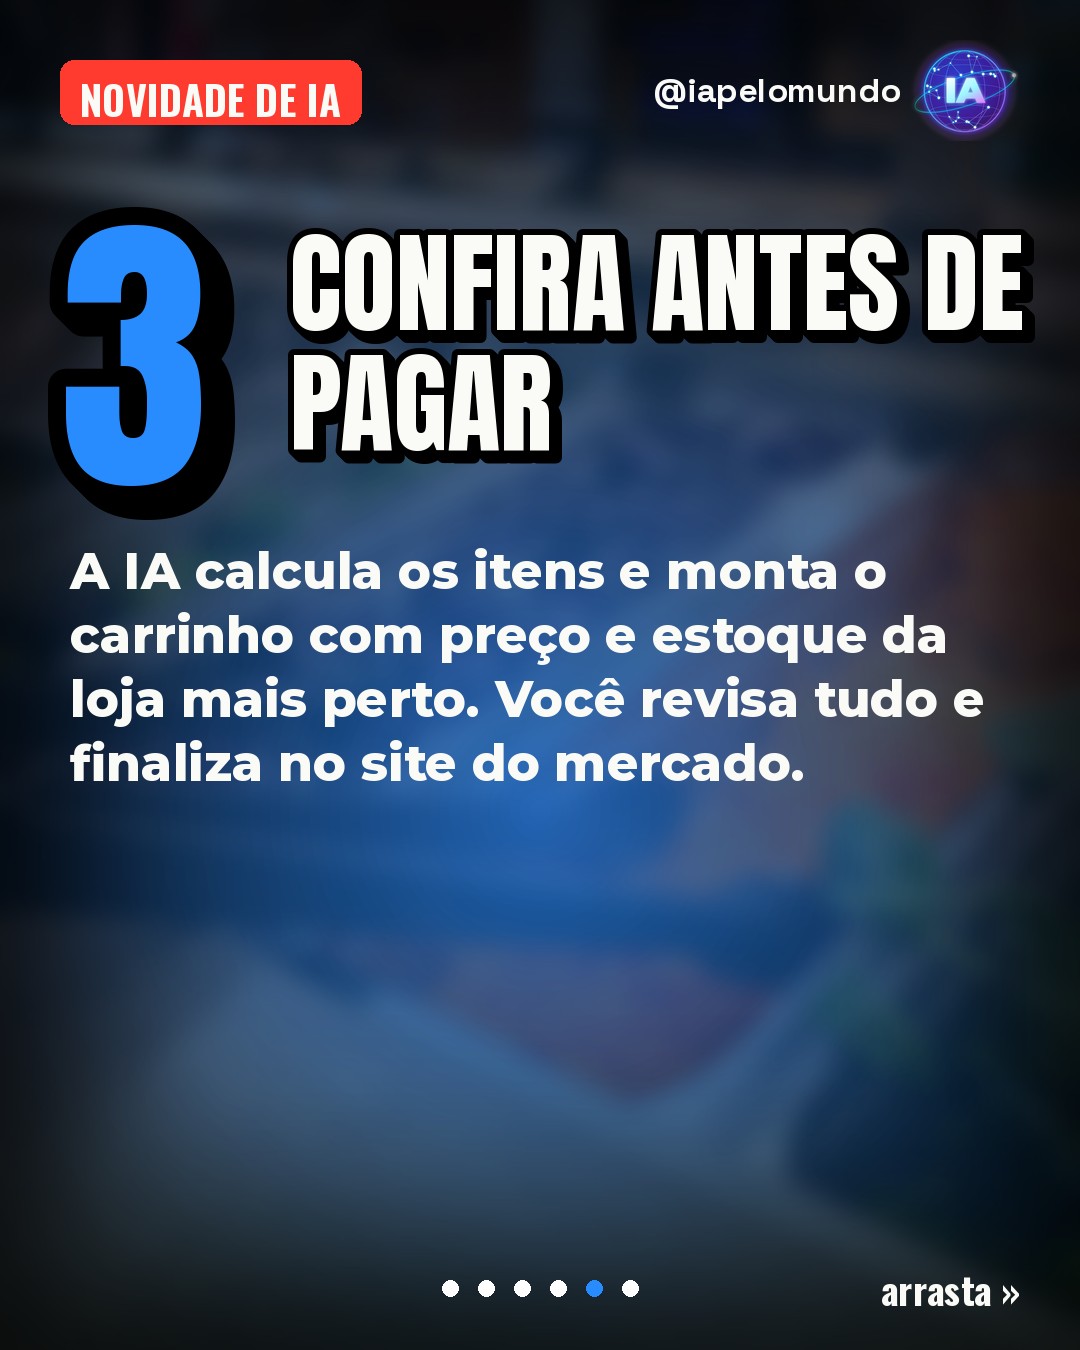 NOVIDADE DE IA
@iapelomundo
IA
3
CONFIRA ANTES DE
PAGAR
A IA calcula os itens e monta o
carrinho com preço e estoque da
loja mais perto. Você revisa tudo e
finaliza no site do mercado.
arrasta »